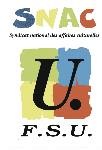 SNAC
Syndicat national des affaires culturelles
U.
F.S.U.